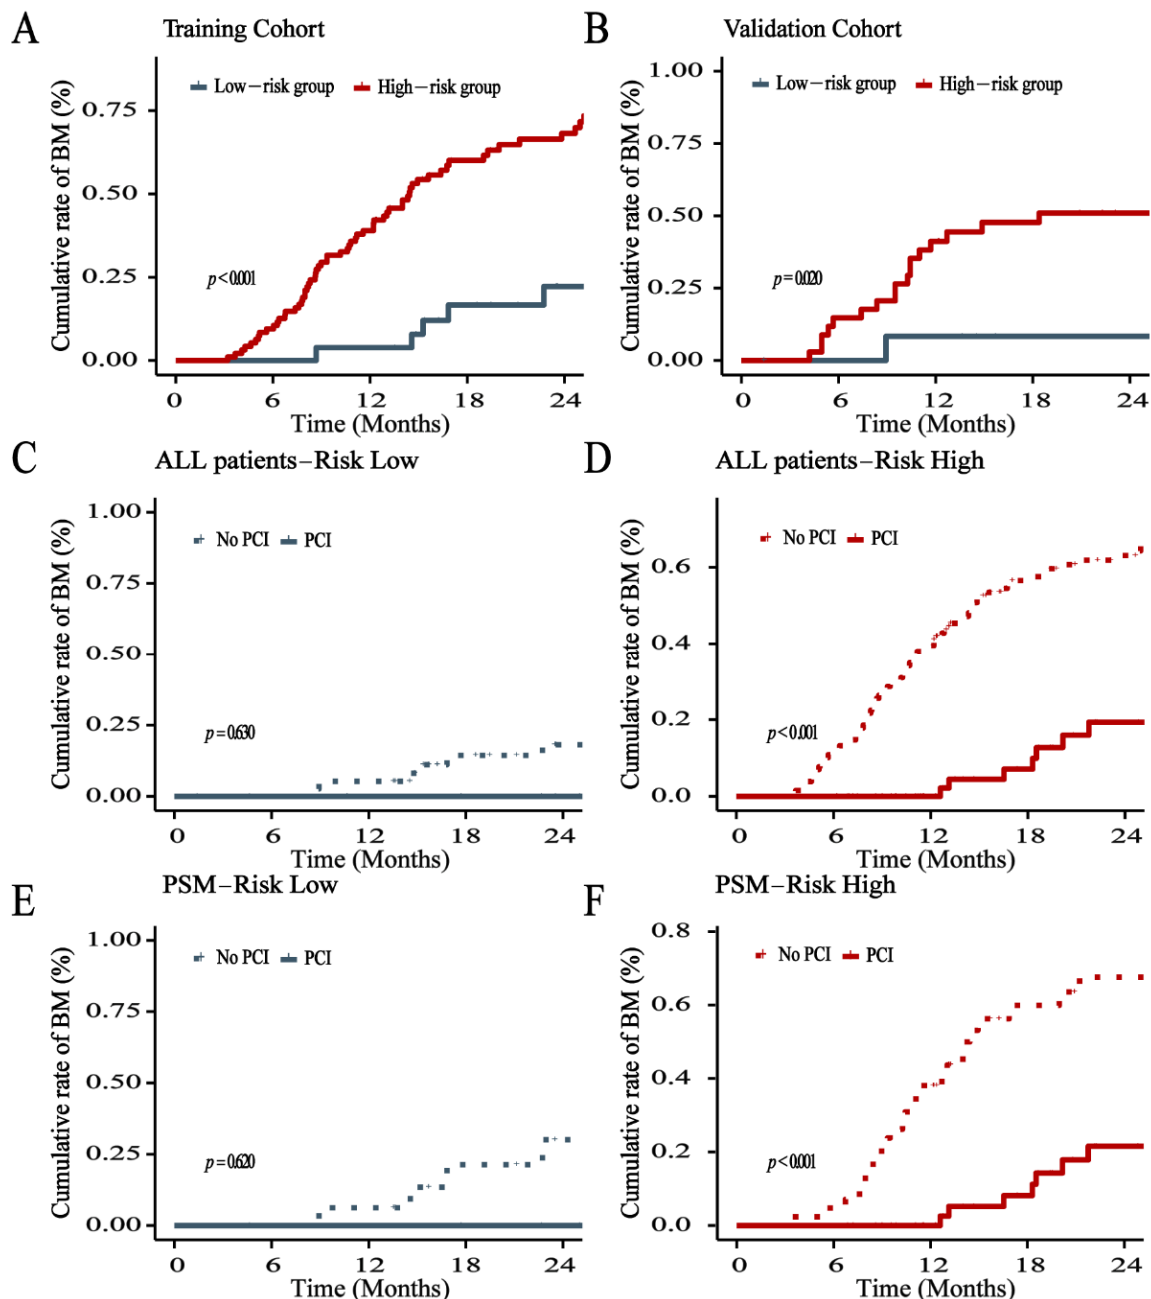 A Training Cohort
Low−risk group High−risk group
Cumulative rate of BM (%)
0.75
0.50
0.25
0.00
p < 0.001
0 6 12 18 24
Time (Months)
B Validation Cohort
Low−risk group High−risk group
Cumulative rate of BM (%)
1.00
0.75
0.50
0.25
0.00
p = 0.020
0 6 12 18 24
Time (Months)
C ALL patients−Risk Low
No PCI PCI
Cumulative rate of BM (%)
1.00
0.75
0.50
0.25
0.00
p = 0.630
0 6 12 18 24
Time (Months)
D ALL patients−Risk High
No PCI PCI
Cumulative rate of BM (%)
0.6
0.4
0.2
0.0
p < 0.001
0 6 12 18 24
Time (Months)
E PSM−Risk Low
No PCI PCI
Cumulative rate of BM (%)
1.00
0.75
0.50
0.25
0.00
p = 0.620
0 6 12 18 24
Time (Months)
F PSM−Risk High
No PCI PCI
Cumulative rate of BM (%)
0.8
0.6
0.4
0.2
0.0
p < 0.001
0 6 12 18 24
Time (Months)